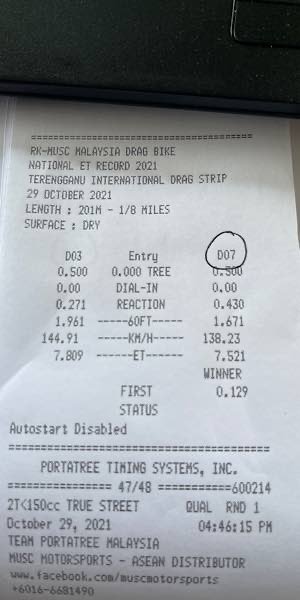 ==========================================
RK-MUSC MALAYSIA DRAG BIKE
NATIONAL ET RECORD 2021
TERENGGANU INTERNATIONAL DRAG STRIP
29 OCTOBER 2021
LENGTH : 201M - 1/8 MILES
SURFACE : DRY
D03 Entry D07
0.500 0.000 TREE 0.500
0.00 DIAL-IN 0.00
0.271 REACTION 0.430
1.961 -----60FT------ 1.671
144.91 -----KM/H------ 138.23
7.809 ------ET------- 7.521
WINNER
FIRST 0.129
STATUS
Autostart Disabled
==========================================
PORTATREE TIMING SYSTEMS, INC.
================ 47/48 ===========600214
2T<150cc TRUE STREET QUAL RND 1
October 29, 2021 04:46:15 PM
TEAM PORTATREE MALAYSIA
MUSC MOTORSPORTS - ASEAN DISTRIBUTOR
www.facebook.com/muscmotorsports
+6016-6681490